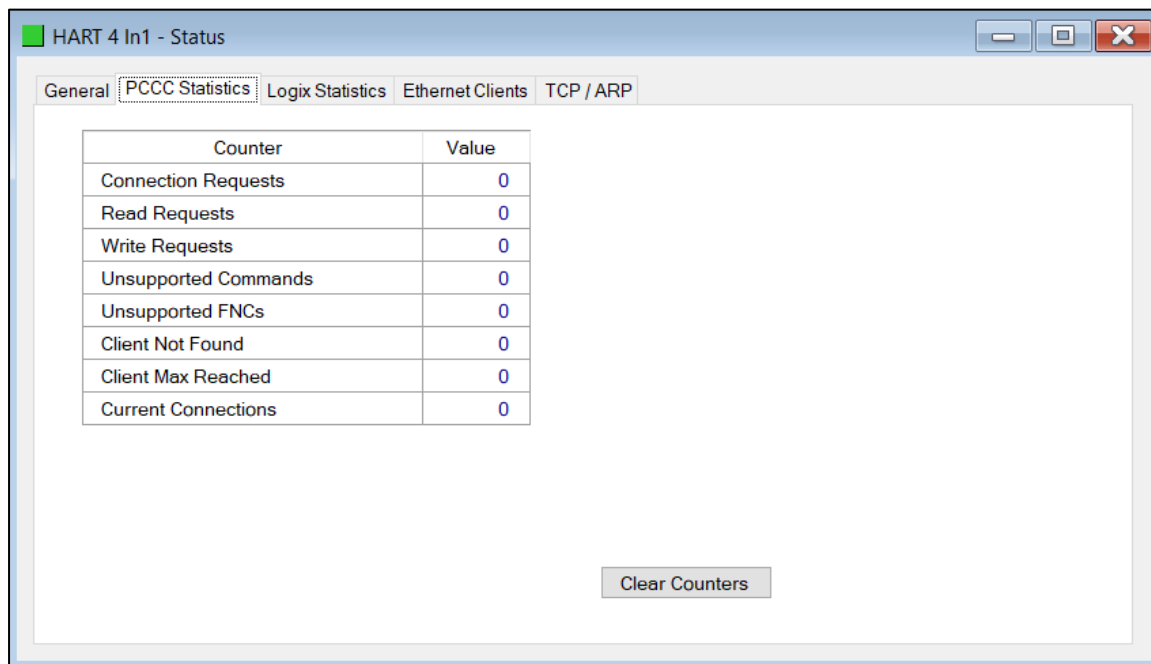 HART 4 In1 - Status
General PCCC Statistics Logix Statistics Ethernet Clients TCP / ARP
Counter Value
Connection Requests 0
Read Requests 0
Write Requests 0
Unsupported Commands 0
Unsupported FNCs 0
Client Not Found 0
Client Max Reached 0
Current Connections 0
Clear Counters